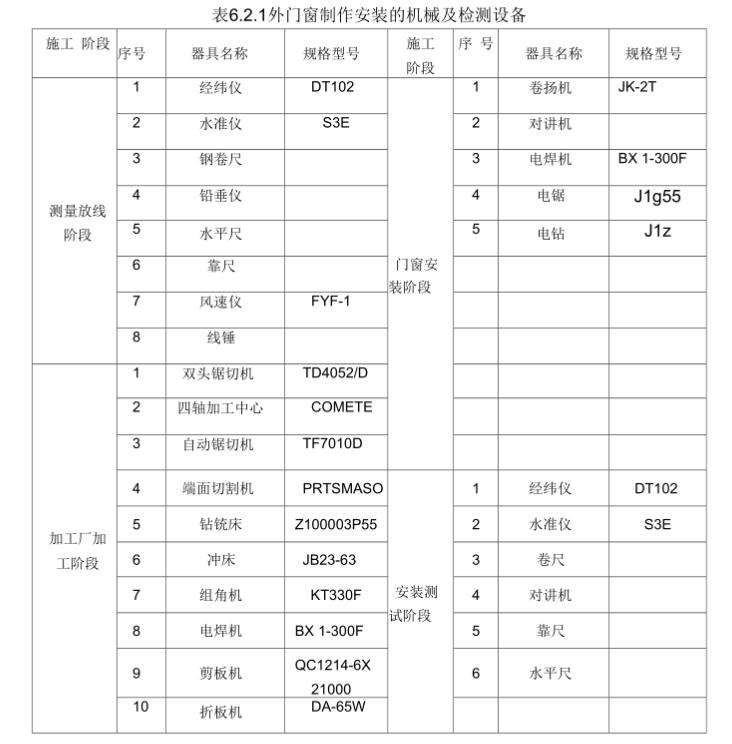 表6.2.1外门窗制作安装的机械及检测设备
施工 阶段 序号 器具名称 规格型号 施工阶段 序 号 器具名称 规格型号
测量放线阶段 1 经纬仪 DT102 门窗安装阶段 1 卷扬机 JK-2T
2 水准仪 S3E 2 对讲机
3 钢卷尺 3 电焊机 BX 1-300F
4 铅垂仪 4 电锯 J1g55
5 水平尺 5 电钻 J1z
6 靠尺
7 风速仪 FYF-1
8 线锤
加工厂加工阶段 1 双头锯切机 TD4052/D
2 四轴加工中心 COMETE
3 自动锯切机 TF7010D
4 端面切割机 PRTSMASO 安装测试阶段 1 经纬仪 DT102
5 钻铣床 Z100003P55 2 水准仪 S3E
6 冲床 JB23-63 3 卷尺
7 组角机 KT330F 4 对讲机
8 电焊机 BX 1-300F 5 靠尺
9 剪板机 QC1214-6X21000 6 水平尺
10 折板机 DA-65W